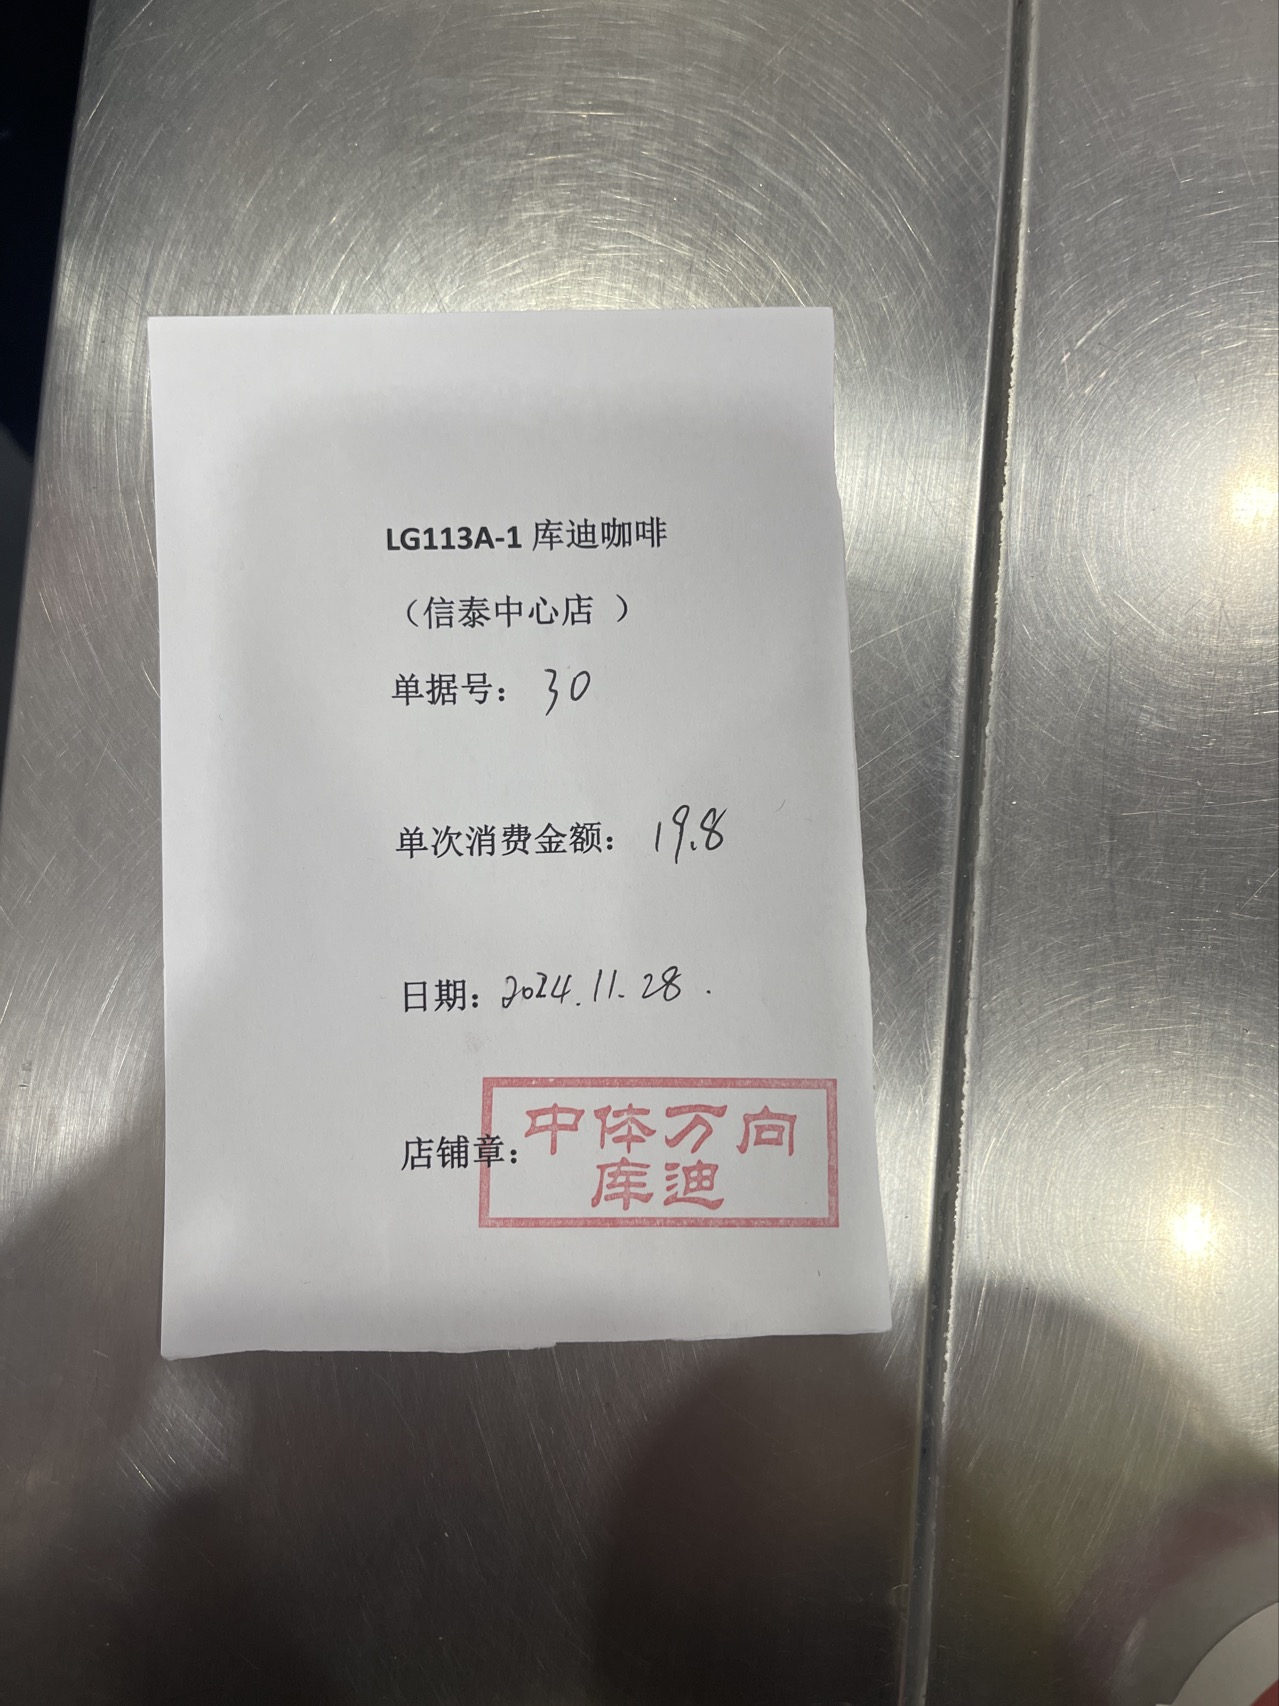 LG113A-1 库迪咖啡
（信泰中心店 ）
单据号： 30
单次消费金额： 19.8
日期：2024.11.28.
店铺章：
中体万向
库迪